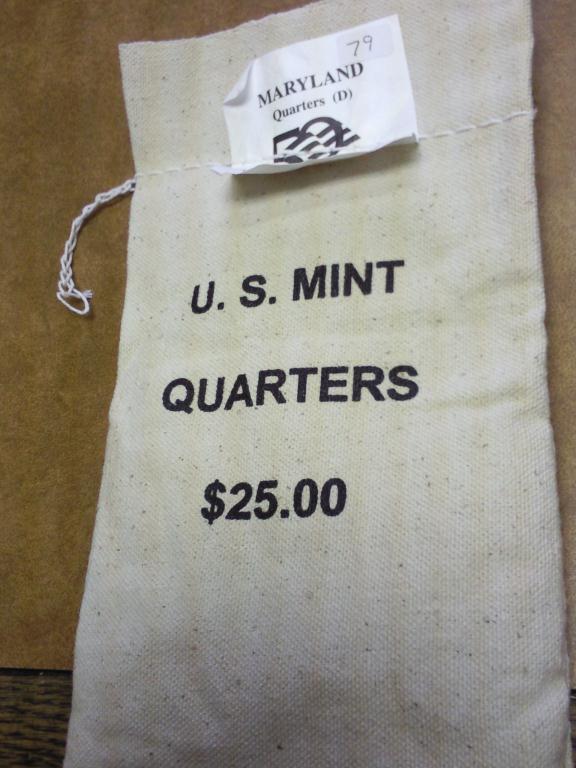 79
MARYLAND
Quarters (D)
U. S. MINT
QUARTERS
$25.00